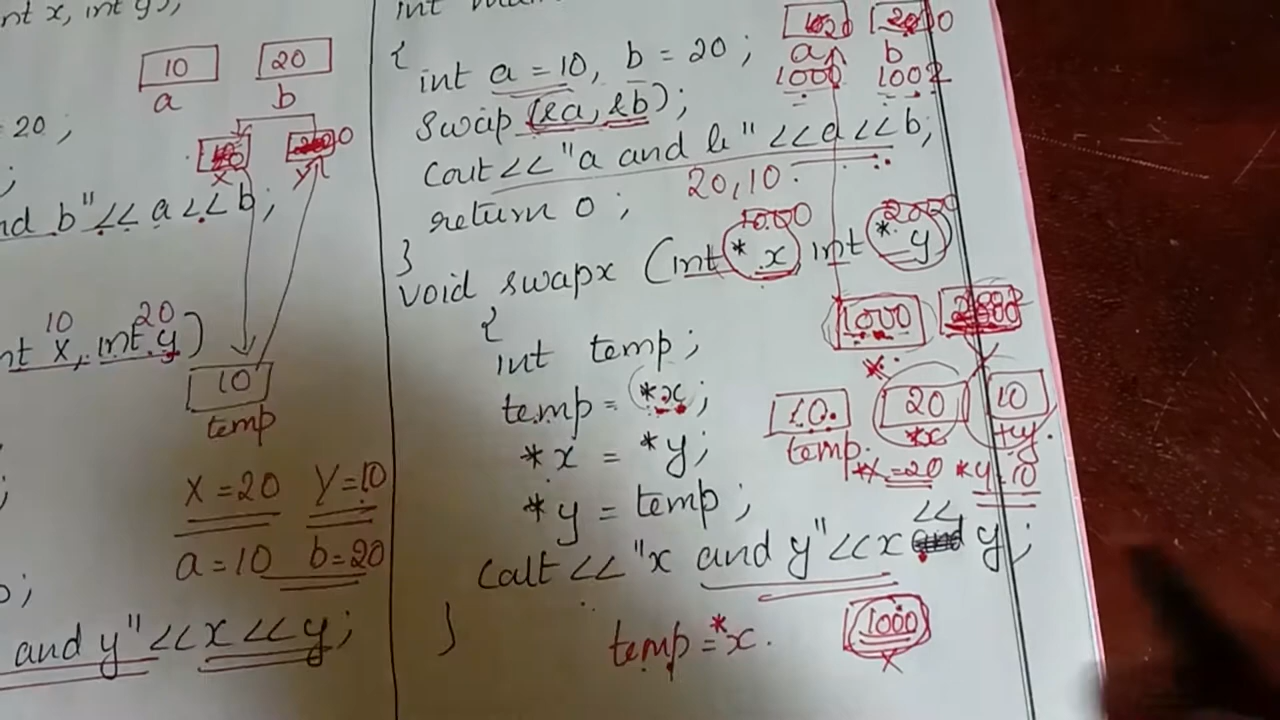 nt x, int y);
10 20
a b
= 20 ;
;
x y
nd b" << a << b;
10 20
nt x, int y)
10
temp
;
x = 20 Y = 10
a = 10 b = 20
;
and y" << x << y;
int
{
int a = 10, b = 20 ;
a b
1000 1002
swap (&a, &b);
cout << "a and b" << a << b;
20, 10
return 0 ;
}
void swapx (int * x, int * y)
{
1000
x y
int temp ;
temp = *x ;
10 20 10
temp *x *y
*x = *y;
*x = 20 *y = 10
*y = temp ;
cout << "x and y" << x << y ;
}
temp = *x .
1000
x